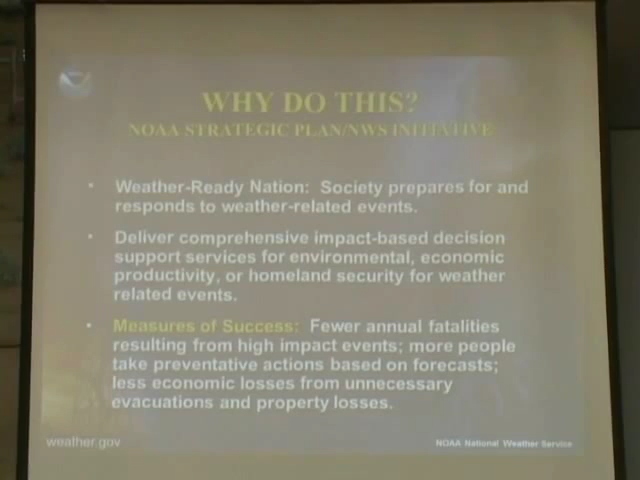 WHY DO THIS?
NOAA STRATEGIC PLAN/NWS INITIATIVE
• Weather-Ready Nation: Society prepares for and
responds to weather-related events.
• Deliver comprehensive impact-based decision
support services for environmental, economic
productivity, or homeland security for weather
related events.
• Measures of Success: Fewer annual fatalities
resulting from high impact events; more people
take preventative actions based on forecasts;
less economic losses from unnecessary
evacuations and property losses.
weather.gov
NOAA National Weather Service